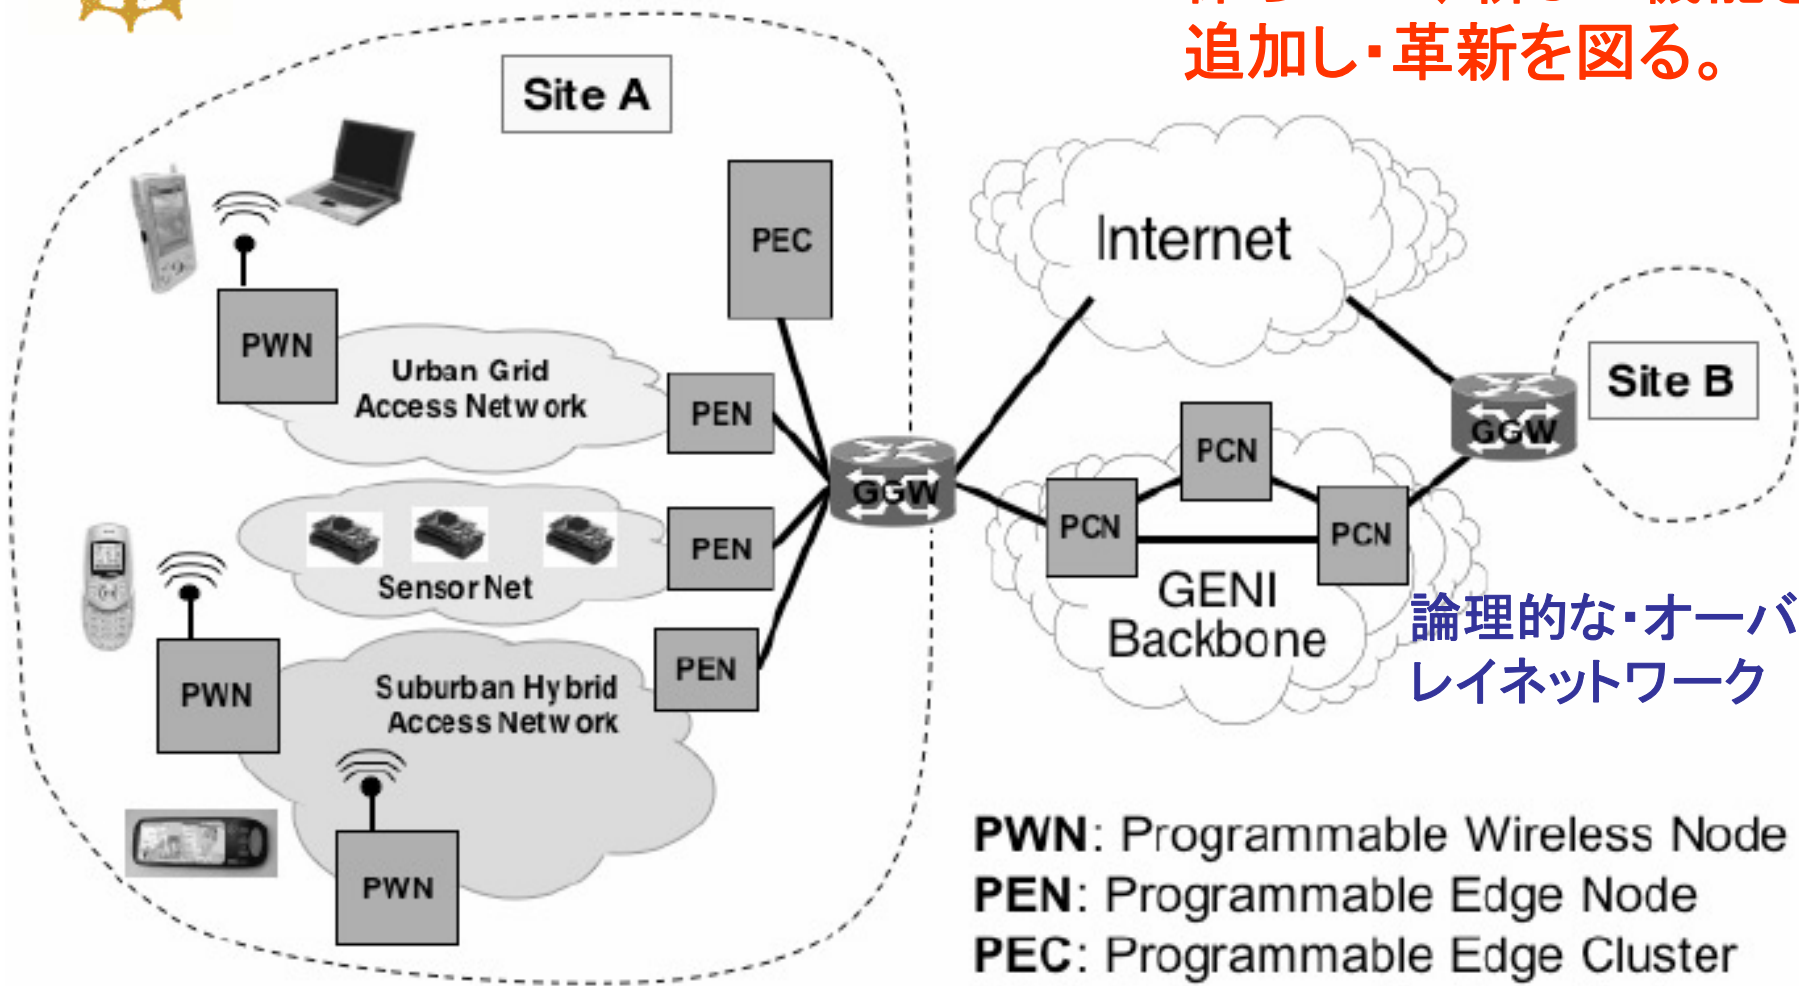 追加し・革新を図る。
Site A
PEC
Internet
PWN
Urban Grid
Access Network
PEN
Site B
GGW
PCN
GGW
PEN
PCN
PCN
SensorNet
GENI
Backbone
論理的な・オーバ
レイネットワーク
PWN
Suburban Hybrid
Access Network
PEN
PWN
PWN: Programmable Wireless Node
PEN: Programmable Edge Node
PEC: Programmable Edge Cluster